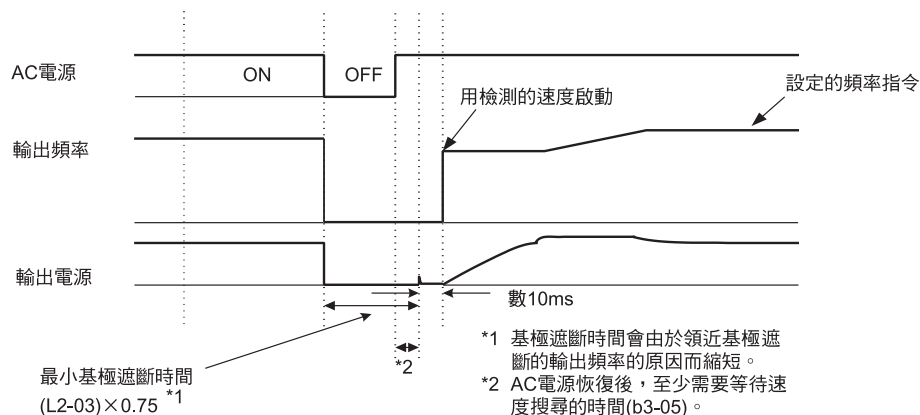 AC電源
ON
OFF
用檢測的速度啟動
設定的頻率指令
輸出頻率
輸出電源
數10ms
*2
最小基極遮斷時間
(L2-03)×0.75 *1
*1 基極遮斷時間會由於領近基極遮
斷的輸出頻率的原因而縮短。
*2 AC電源恢復後，至少需要等待速
度搜尋的時間(b3-05)。